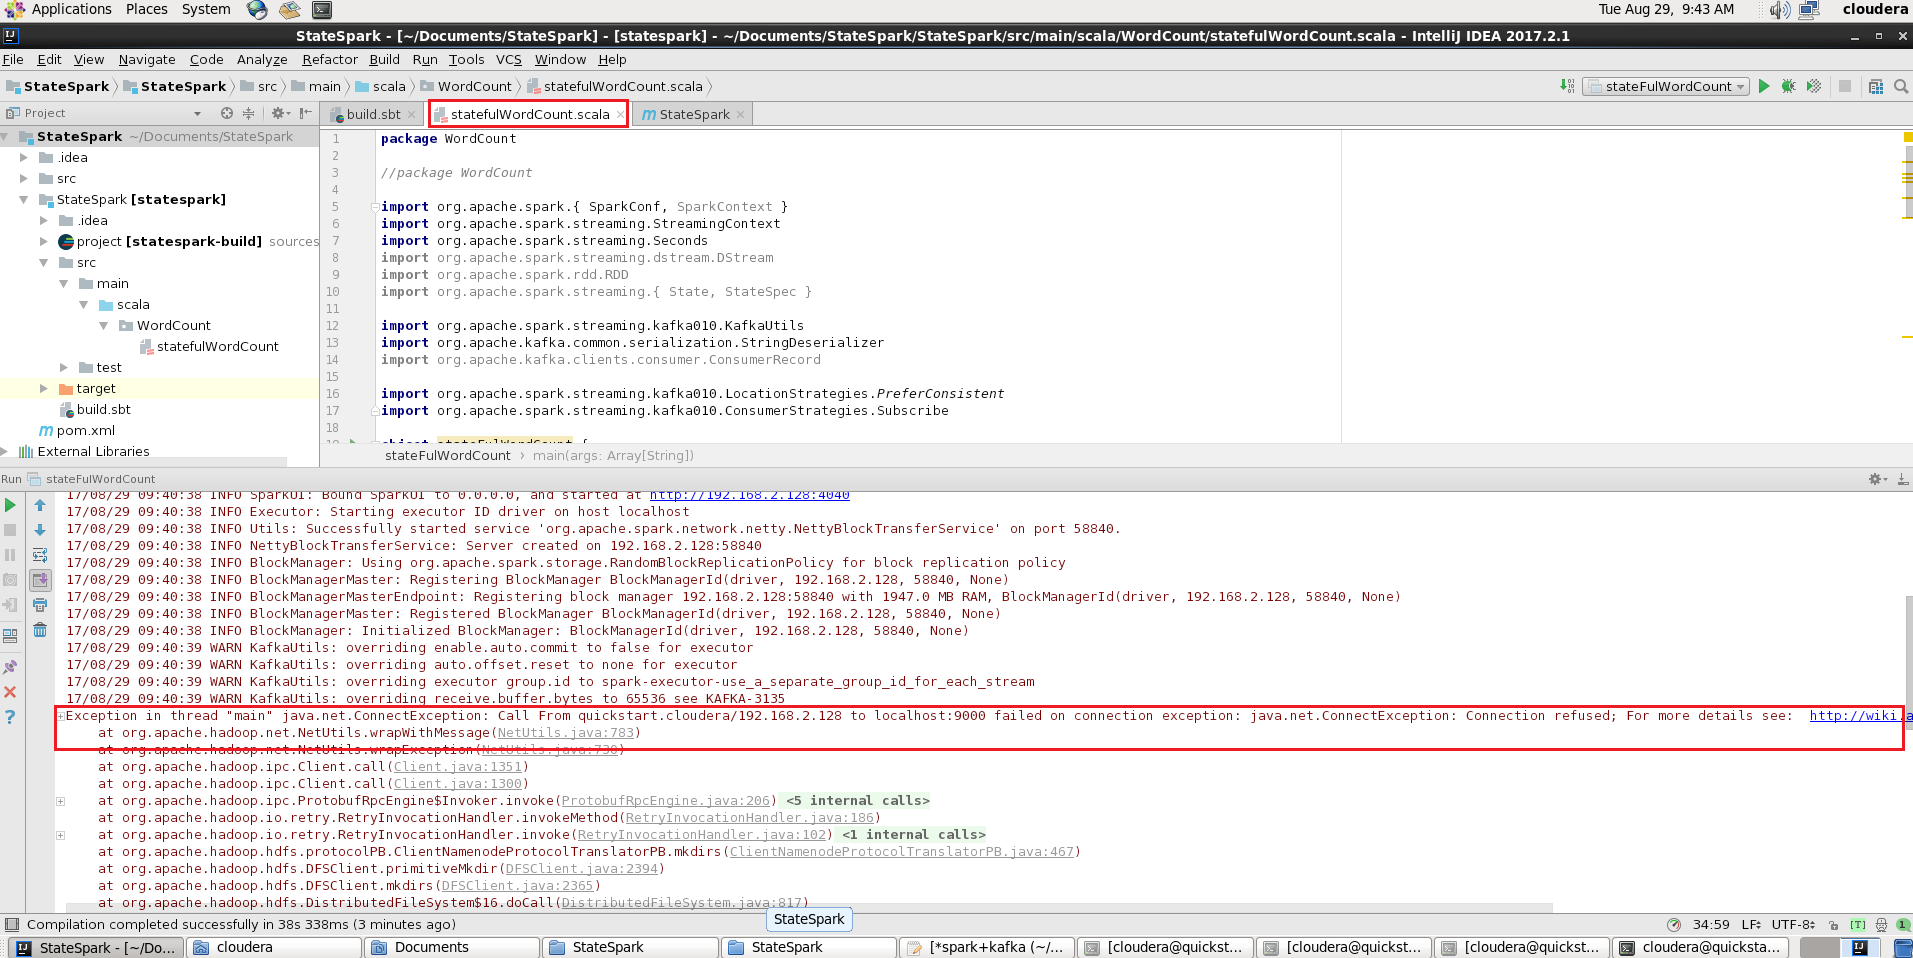 Applications Places System Tue Aug 29, 9:43 AM cloudera
StateSpark - [~/Documents/StateSpark] - [statespark] - ~/Documents/StateSpark/StateSpark/src/main/scala/WordCount/statefulWordCount.scala - IntelliJ IDEA 2017.2.1
File Edit View Navigate Code Analyze Refactor Build Run Tools VCS Window Help
StateSpark StateSpark src main scala WordCount statefulWordCount.scala stateFulWordCount
Project
build.sbt statefulWordCount.scala StateSpark
StateSpark ~/Documents/StateSpark
.idea
src
StateSpark [statespark]
.idea
project [statespark-build] sources
src
main
scala
WordCount
statefulWordCount
test
target
build.sbt
pom.xml
External Libraries
1 package WordCount
2
3 //package WordCount
4
5 import org.apache.spark.{ SparkConf, SparkContext }
6 import org.apache.spark.streaming.StreamingContext
7 import org.apache.spark.streaming.Seconds
8 import org.apache.spark.streaming.dstream.DStream
9 import org.apache.spark.rdd.RDD
10 import org.apache.spark.streaming.{ State, StateSpec }
11
12 import org.apache.spark.streaming.kafka010.KafkaUtils
13 import org.apache.kafka.common.serialization.StringDeserializer
14 import org.apache.kafka.clients.consumer.ConsumerRecord
15
16 import org.apache.spark.streaming.kafka010.LocationStrategies.PreferConsistent
17 import org.apache.spark.streaming.kafka010.ConsumerStrategies.Subscribe
18
19 object stateFulWordCount {
stateFulWordCount › main(args: Array[String])
Run stateFulWordCount
17/08/29 09:40:38 INFO SparkUI: Bound SparkUI to 0.0.0.0, and started at http://192.168.2.128:4040
17/08/29 09:40:38 INFO Executor: Starting executor ID driver on host localhost
17/08/29 09:40:38 INFO Utils: Successfully started service 'org.apache.spark.network.netty.NettyBlockTransferService' on port 58840.
17/08/29 09:40:38 INFO NettyBlockTransferService: Server created on 192.168.2.128:58840
17/08/29 09:40:38 INFO BlockManager: Using org.apache.spark.storage.RandomBlockReplicationPolicy for block replication policy
17/08/29 09:40:38 INFO BlockManagerMaster: Registering BlockManager BlockManagerId(driver, 192.168.2.128, 58840, None)
17/08/29 09:40:38 INFO BlockManagerMasterEndpoint: Registering block manager 192.168.2.128:58840 with 1947.0 MB RAM, BlockManagerId(driver, 192.168.2.128, 58840, None)
17/08/29 09:40:38 INFO BlockManagerMaster: Registered BlockManager BlockManagerId(driver, 192.168.2.128, 58840, None)
17/08/29 09:40:38 INFO BlockManager: Initialized BlockManager: BlockManagerId(driver, 192.168.2.128, 58840, None)
17/08/29 09:40:39 WARN KafkaUtils: overriding enable.auto.commit to false for executor
17/08/29 09:40:39 WARN KafkaUtils: overriding auto.offset.reset to none for executor
17/08/29 09:40:39 WARN KafkaUtils: overriding executor group.id to spark-executor-use_a_separate_group_id_for_each_stream
17/08/29 09:40:39 WARN KafkaUtils: overriding receive.buffer.bytes to 65536 see KAFKA-3135
Exception in thread "main" java.net.ConnectException: Call From quickstart.cloudera/192.168.2.128 to localhost:9000 failed on connection exception: java.net.ConnectException: Connection refused; For more details see: http://wiki.a
at org.apache.hadoop.net.NetUtils.wrapWithMessage(NetUtils.java:783)
at org.apache.hadoop.net.NetUtils.wrapException(NetUtils.java:730)
at org.apache.hadoop.ipc.Client.call(Client.java:1351)
at org.apache.hadoop.ipc.Client.call(Client.java:1300)
at org.apache.hadoop.ipc.ProtobufRpcEngine$Invoker.invoke(ProtobufRpcEngine.java:206) <5 internal calls>
at org.apache.hadoop.io.retry.RetryInvocationHandler.invokeMethod(RetryInvocationHandler.java:186)
at org.apache.hadoop.io.retry.RetryInvocationHandler.invoke(RetryInvocationHandler.java:102) <1 internal calls>
at org.apache.hadoop.hdfs.protocolPB.ClientNamenodeProtocolTranslatorPB.mkdirs(ClientNamenodeProtocolTranslatorPB.java:467)
at org.apache.hadoop.hdfs.DFSClient.primitiveMkdir(DFSClient.java:2394)
at org.apache.hadoop.hdfs.DFSClient.mkdirs(DFSClient.java:2365)
at org.apache.hadoop.hdfs.DistributedFileSystem$16.doCall(DistributedFileSystem.java:817)
Compilation completed successfully in 38s 338ms (3 minutes ago) StateSpark 34:59 LF UTF-8 [T] 1
StateSpark - [~/Do... cloudera Documents StateSpark StateSpark [*spark+kafka (~/... [cloudera@quickst... [cloudera@quickst... [cloudera@quickst... cloudera@quicksta...